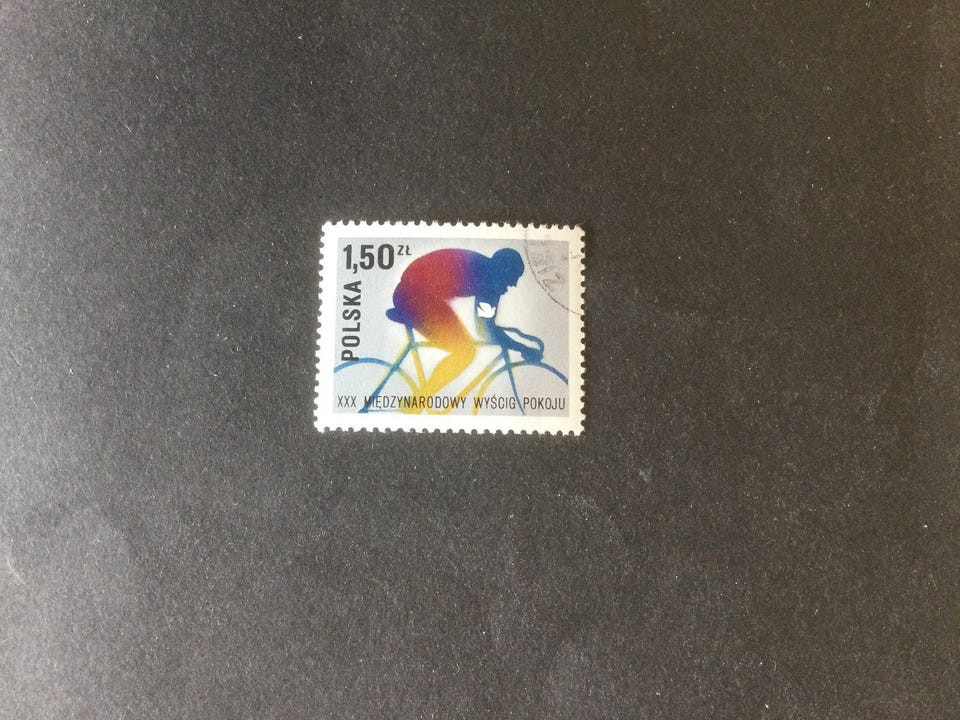 1,50 ZŁ
POLSKA
XXX MIĘDZYNARODOWY WYŚCIG POKOJU